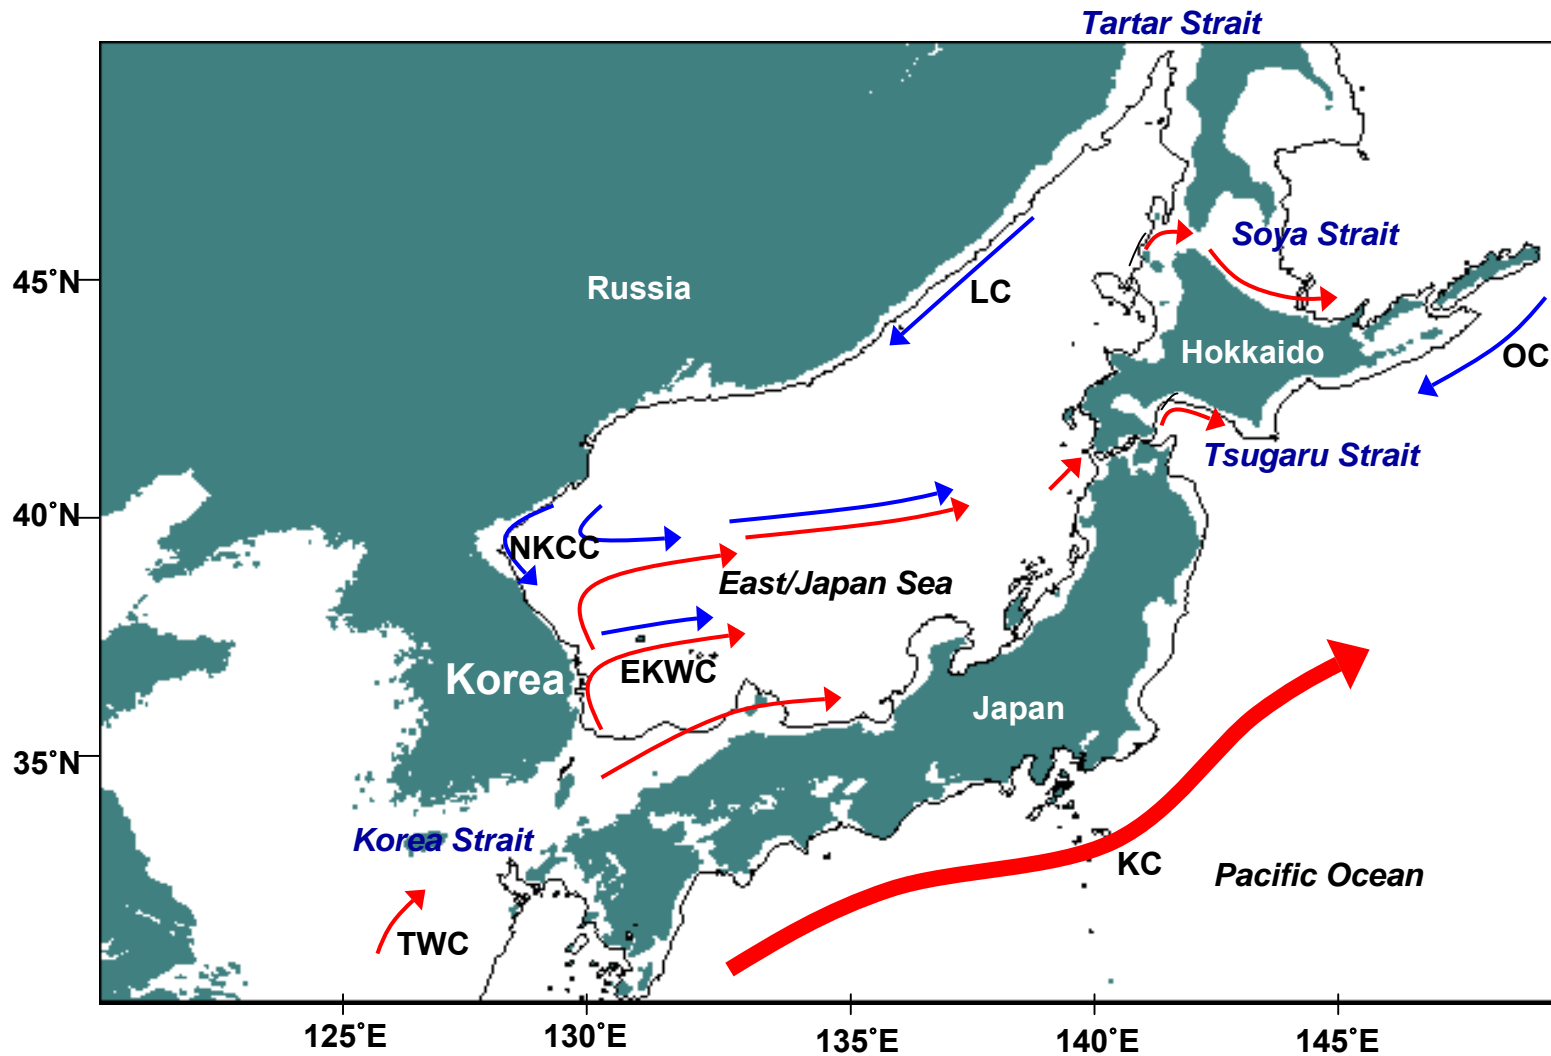 Tartar Strait
Soya Strait
45˚N
Russia
LC
Hokkaido
OC
Tsugaru Strait
40˚N
NKCC
East/Japan Sea
Korea
EKWC
Japan
35˚N
Korea Strait
KC
Pacific Ocean
TWC
125˚E
130˚E
135˚E
140˚E
145˚E